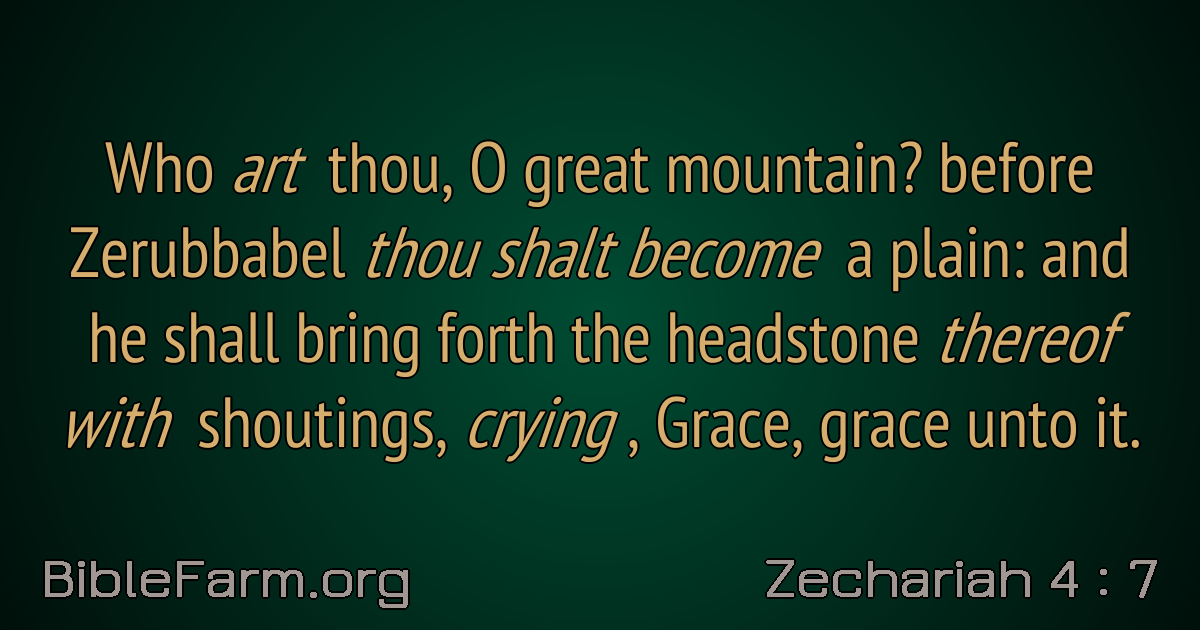 Who art thou, O great mountain? before
Zerubbabel thou shalt become a plain: and
he shall bring forth the headstone thereof
with shoutings, crying , Grace, grace unto it.
BibleFarm.org
Zechariah 4 : 7